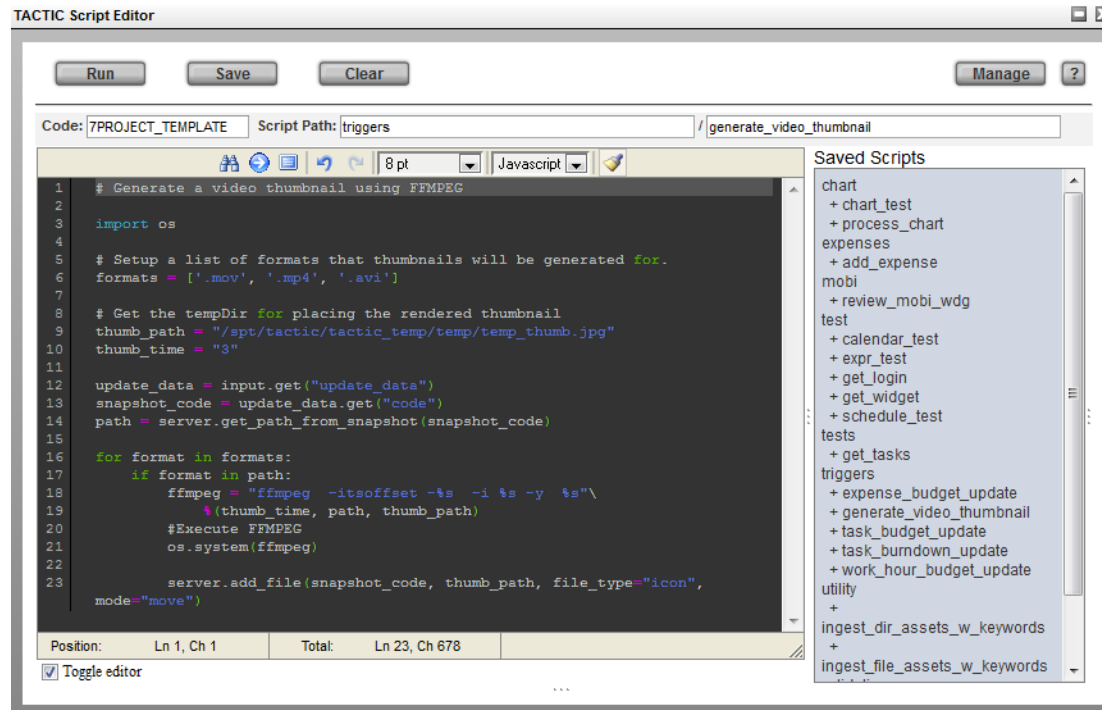 TACTIC Script Editor
Run Save Clear Manage ?
Code: 7PROJECT_TEMPLATE Script Path: triggers / generate_video_thumbnail
8 pt Javascript
Saved Scripts
1 # Generate a video thumbnail using FFMPEG
2
3 import os
4
5 # Setup a list of formats that thumbnails will be generated for.
6 formats = ['.mov', '.mp4', '.avi']
7
8 # Get the tempDir for placing the rendered thumbnail
9 thumb_path = "/spt/tactic/tactic_temp/temp/temp_thumb.jpg"
10 thumb_time = "3"
11
12 update_data = input.get("update_data")
13 snapshot_code = update_data.get("code")
14 path = server.get_path_from_snapshot(snapshot_code)
15
16 for format in formats:
17 if format in path:
18 ffmpeg = "ffmpeg -itsoffset -%s -i %s -y %s"\
19 %(thumb_time, path, thumb_path)
20 #Execute FFMPEG
21 os.system(ffmpeg)
22
23 server.add_file(snapshot_code, thumb_path, file_type="icon",
mode="move")
Position: Ln 1, Ch 1 Total: Ln 23, Ch 678
Toggle editor
chart
+ chart_test
+ process_chart
expenses
+ add_expense
mobi
+ review_mobi_wdg
test
+ calendar_test
+ expr_test
+ get_login
+ get_widget
+ schedule_test
tests
+ get_tasks
triggers
+ expense_budget_update
+ generate_video_thumbnail
+ task_budget_update
+ task_burndown_update
+ work_hour_budget_update
utility
+
ingest_dir_assets_w_keywords
+
ingest_file_assets_w_keywords